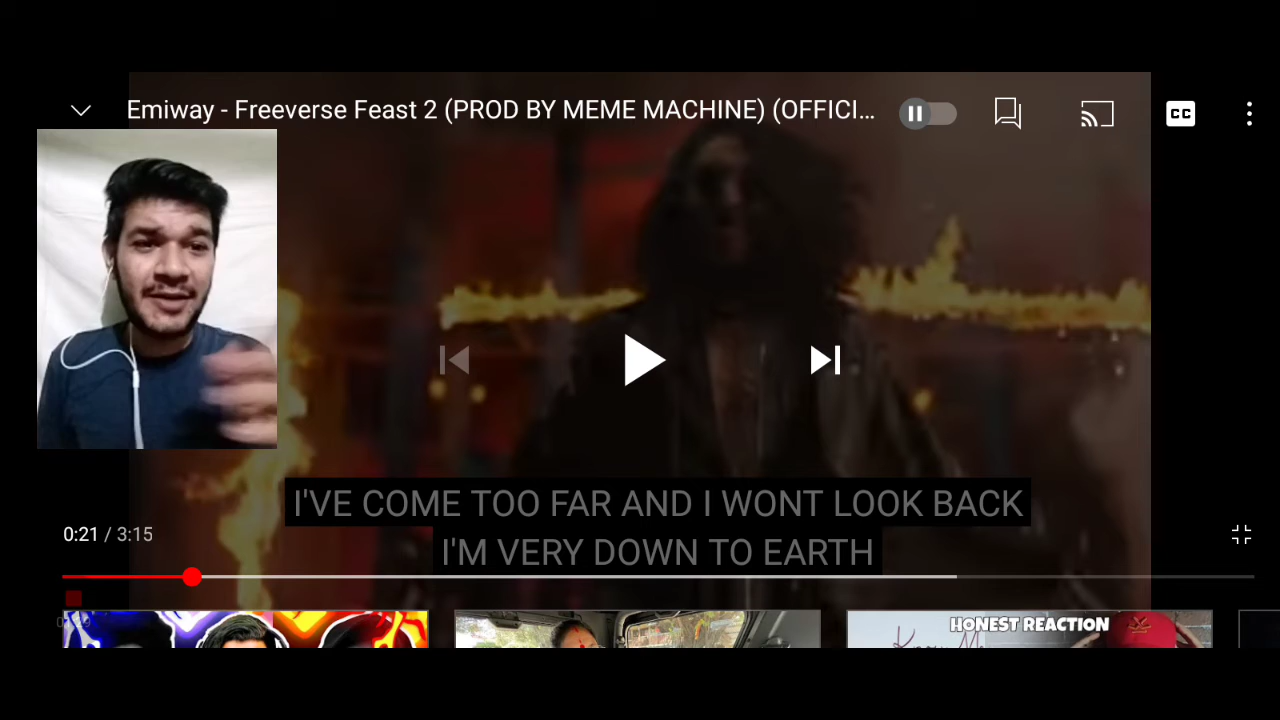 Emiway - Freeverse Feast 2 (PROD BY MEME MACHINE) (OFFICI...
CC
I'VE COME TOO FAR AND I WONT LOOK BACK
I'M VERY DOWN TO EARTH
0:21 / 3:15
HONEST REACTION